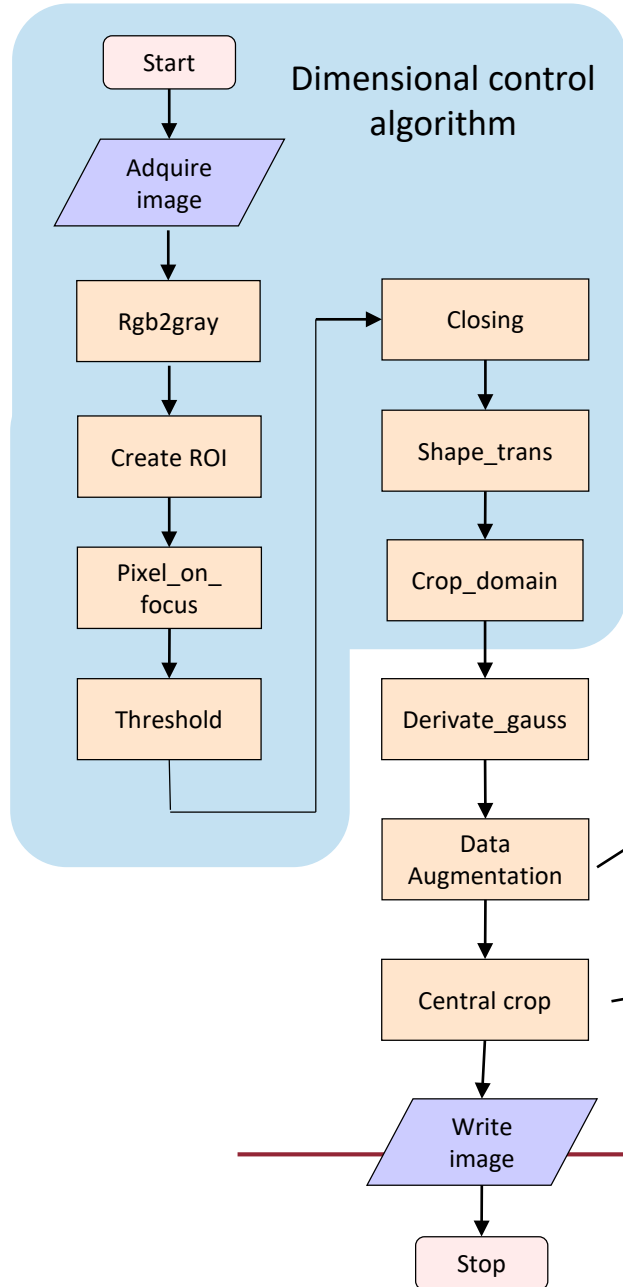 Start
Dimensional control
algorithm
Adquire
image
Rgb2gray
Create ROI
Pixel_on_
focus
Threshold
Closing
Shape_trans
Crop_domain
Derivate_gauss
Data
Augmentation
Central crop
Write
image
Stop